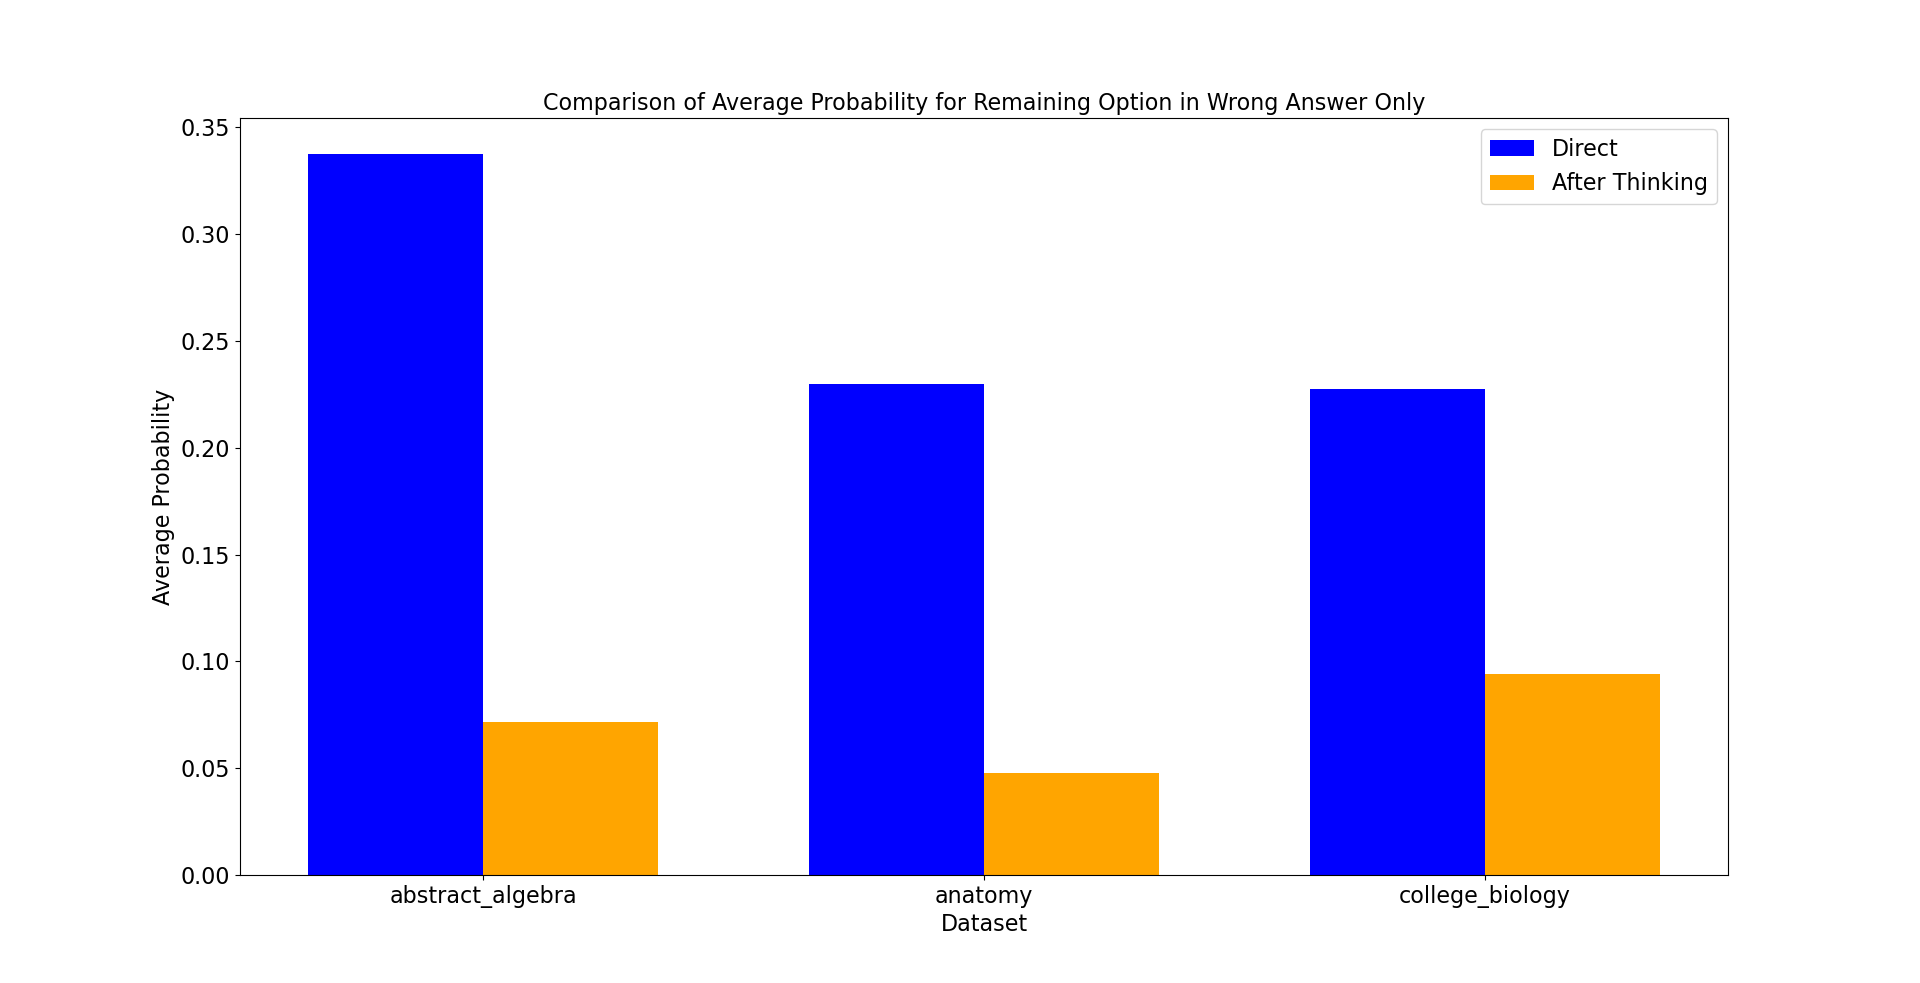 Comparison of Average Probability for Remaining Option in Wrong Answer Only
Direct
After Thinking
Average Probability
0.35
0.30
0.25
0.20
0.15
0.10
0.05
0.00
abstract_algebra
anatomy
college_biology
Dataset